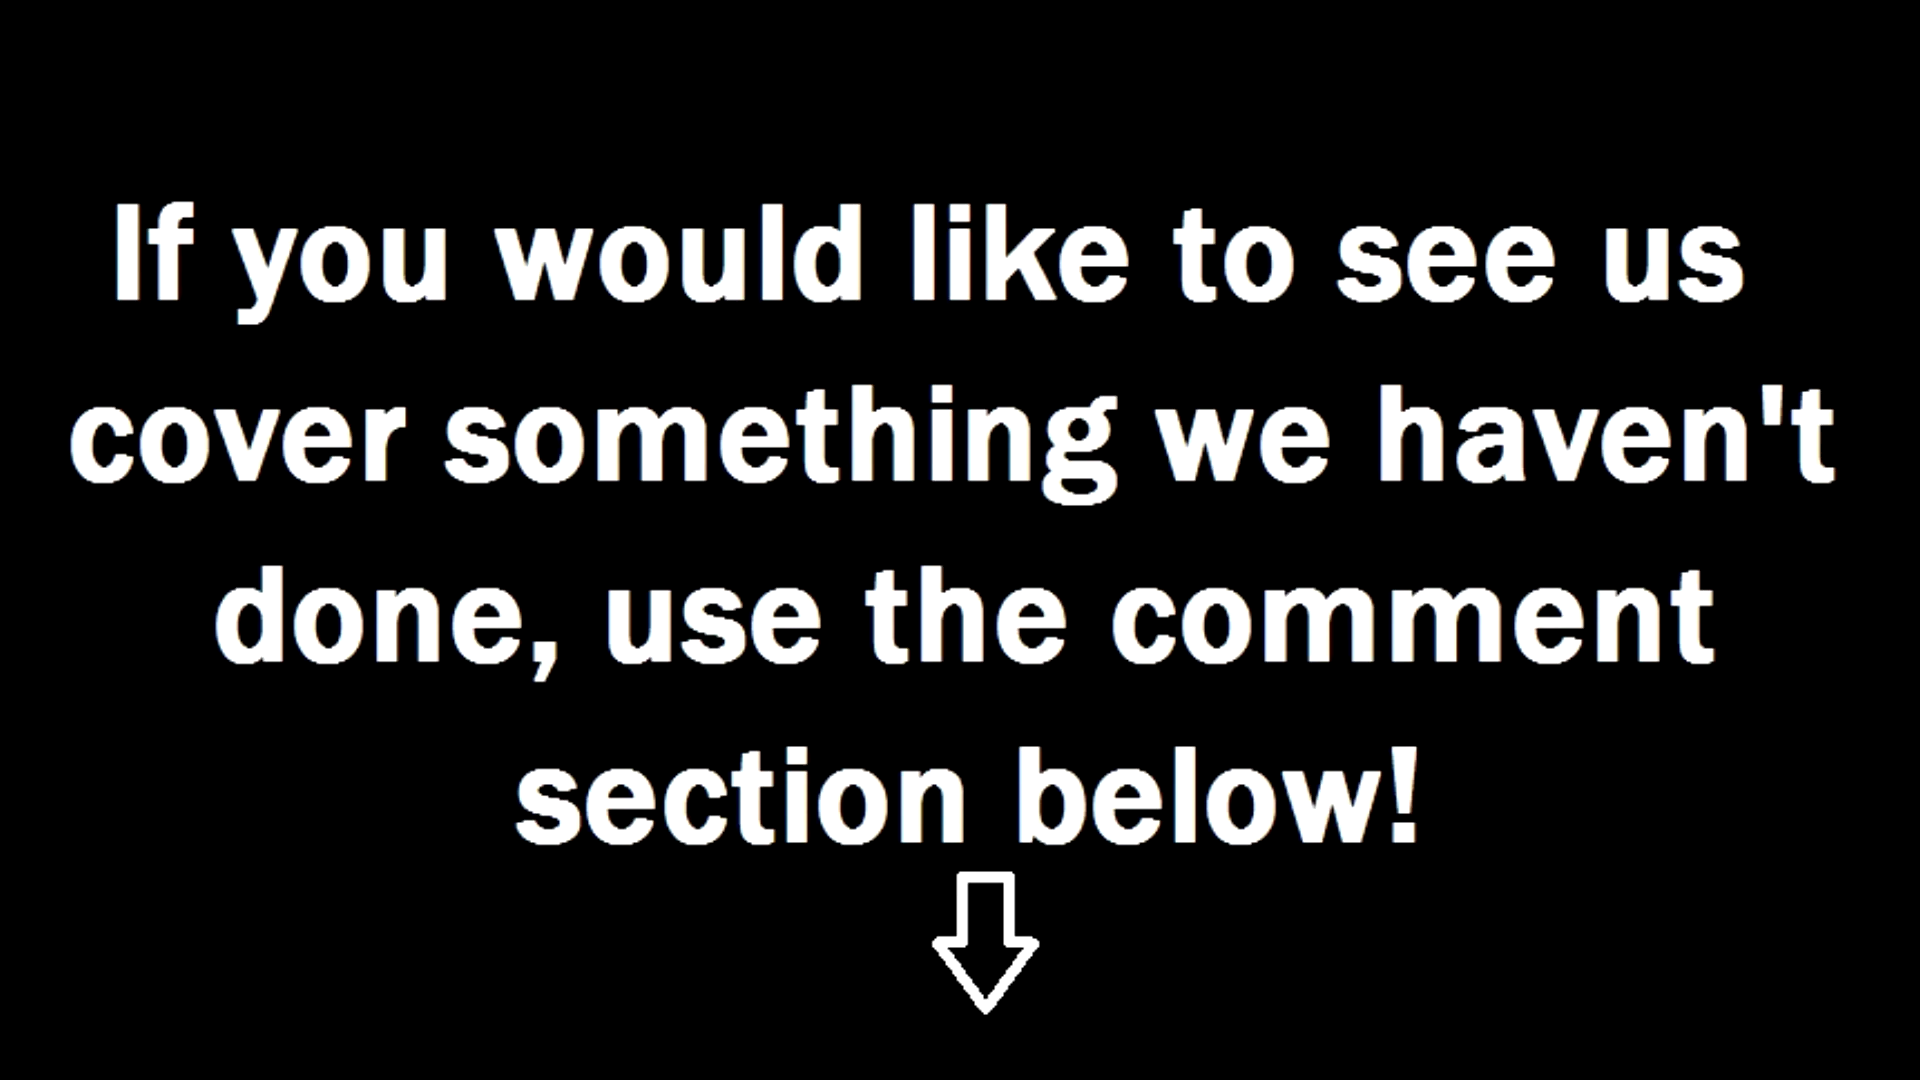 If you would like to see us
cover something we haven't
done, use the comment
section below!